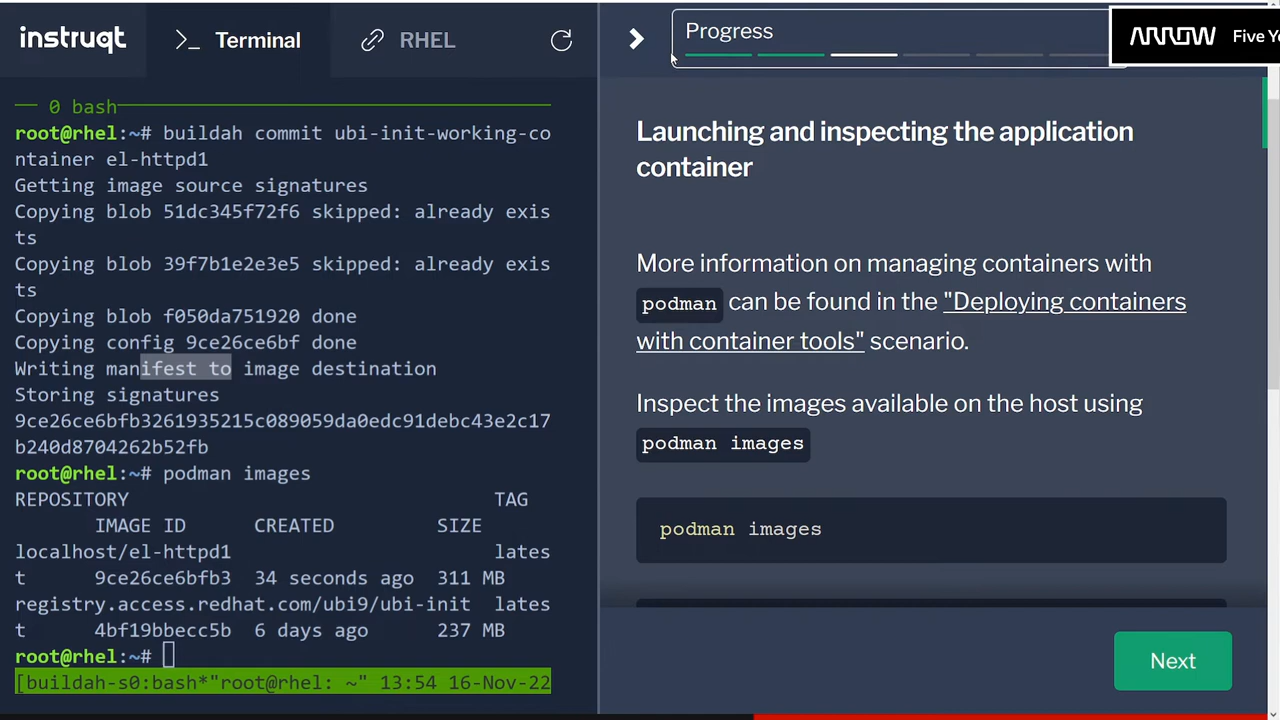 instruqt
>_ Terminal
RHEL
0 bash
root@rhel:~# buildah commit ubi-init-working-co
ntainer el-httpd1
Getting image source signatures
Copying blob 51dc345f72f6 skipped: already exis
ts
Copying blob 39f7b1e2e3e5 skipped: already exis
ts
Copying blob f050da751920 done
Copying config 9ce26ce6bf done
Writing manifest to image destination
Storing signatures
9ce26ce6bfb3261935215c089059da0edc91debc43e2c17
b240d8704262b52fb
root@rhel:~# podman images
REPOSITORY TAG
IMAGE ID CREATED SIZE
localhost/el-httpd1 lates
t 9ce26ce6bfb3 34 seconds ago 311 MB
registry.access.redhat.com/ubi9/ubi-init lates
t 4bf19bbecc5b 6 days ago 237 MB
root@rhel:~#
[buildah-s0:bash*"root@rhel: ~" 13:54 16-Nov-22
Progress
ARROW Five Ye
Launching and inspecting the application
container
More information on managing containers with
podman can be found in the "Deploying containers
with container tools" scenario.
Inspect the images available on the host using
podman images
podman images
Next